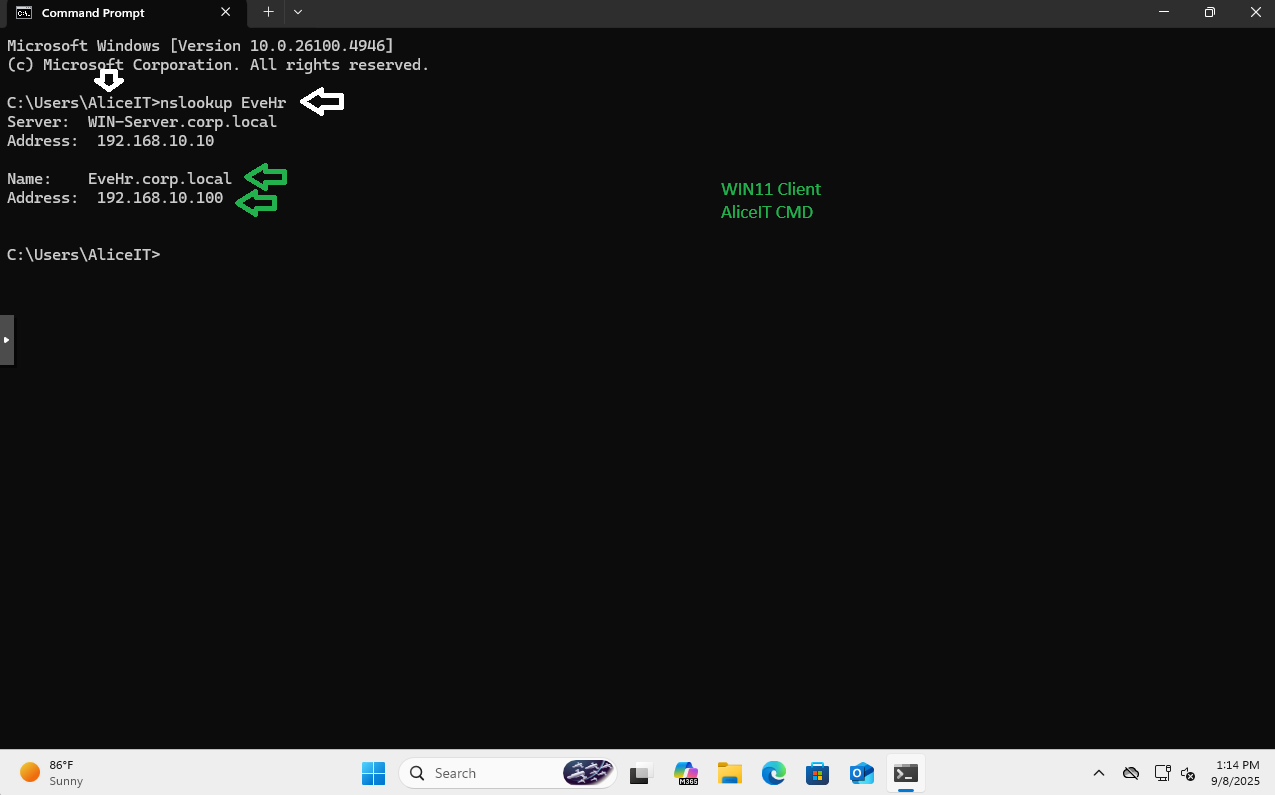 Command Prompt
Microsoft Windows [Version 10.0.26100.4946]
(c) Microsoft Corporation. All rights reserved.
C:\Users\AliceIT>nslookup EveHr
Server:  WIN-Server.corp.local
Address:  192.168.10.10
Name:    EveHr.corp.local
Address:  192.168.10.100
WIN11 Client
AliceIT CMD
C:\Users\AliceIT>
86°F
Sunny
Search
M365
1:14 PM
9/8/2025